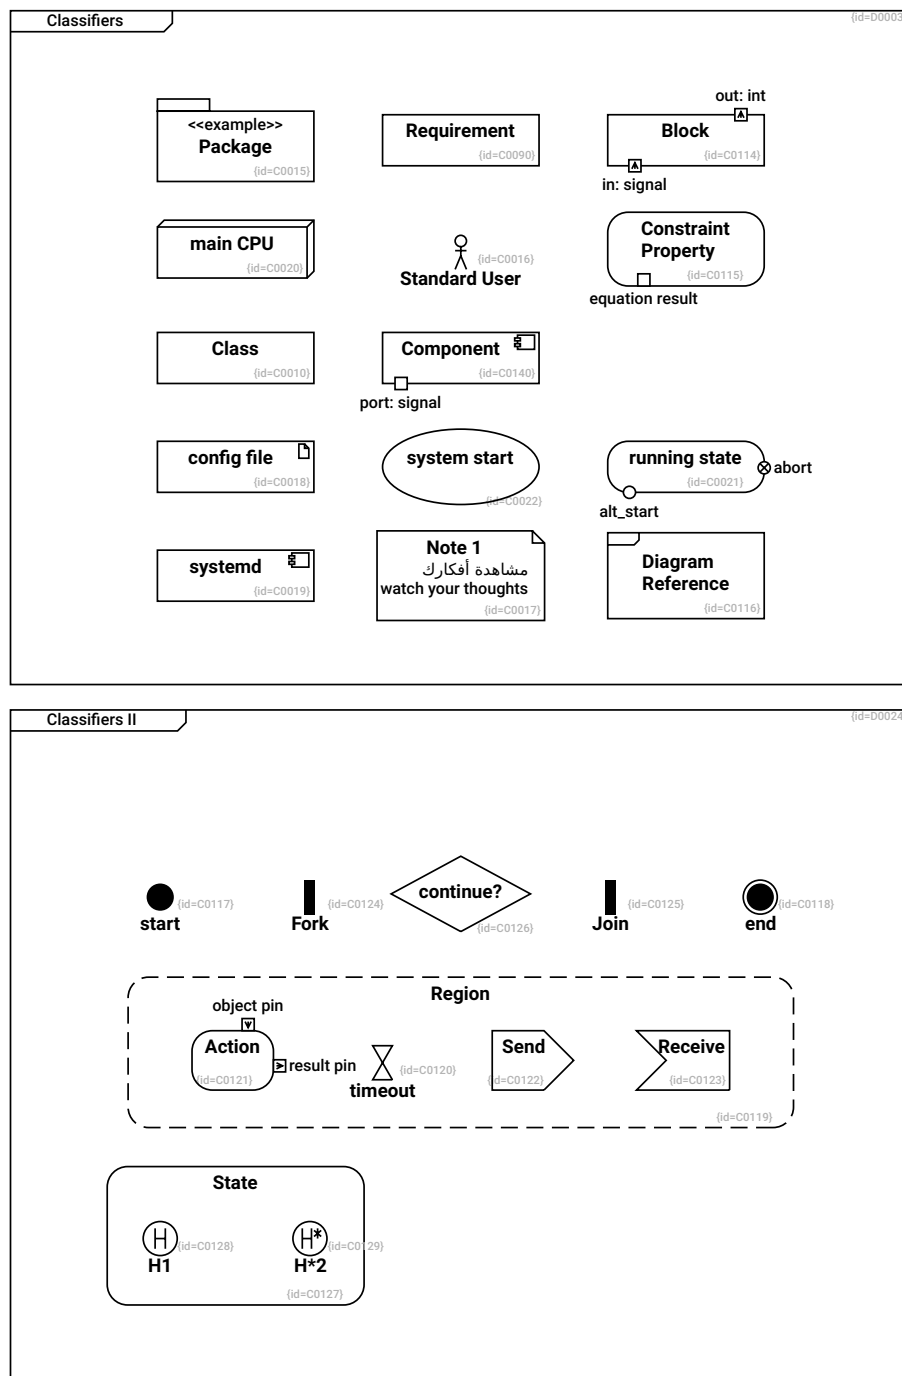 Classifiers
{id=D0003
<<example>>
Package
{id=C0015}
Requirement
{id=C0090}
out: int
Block
{id=C0114}
in: signal
main CPU
{id=C0020}
{id=C0016}
Standard User
Constraint
Property
{id=C0115}
equation result
Class
{id=C0010}
Component
{id=C0140}
port: signal
config file
{id=C0018}
system start
{id=C0022}
running state
{id=C0021}
abort
alt_start
systemd
{id=C0019}
Note 1
مشاهدة أفكارك
watch your thoughts
{id=C0017}
Diagram
Reference
{id=C0116}
Classifiers II
{id=D0024
{id=C0117}
start
{id=C0124}
Fork
continue?
{id=C0126}
{id=C0125}
Join
{id=C0118}
end
Region
object pin
Action
{id=C0121}
result pin
{id=C0120}
timeout
Send
{id=C0122}
Receive
{id=C0123}
{id=C0119}
State
H
{id=C0128}
H1
H*
{id=C0129}
H*2
{id=C0127}